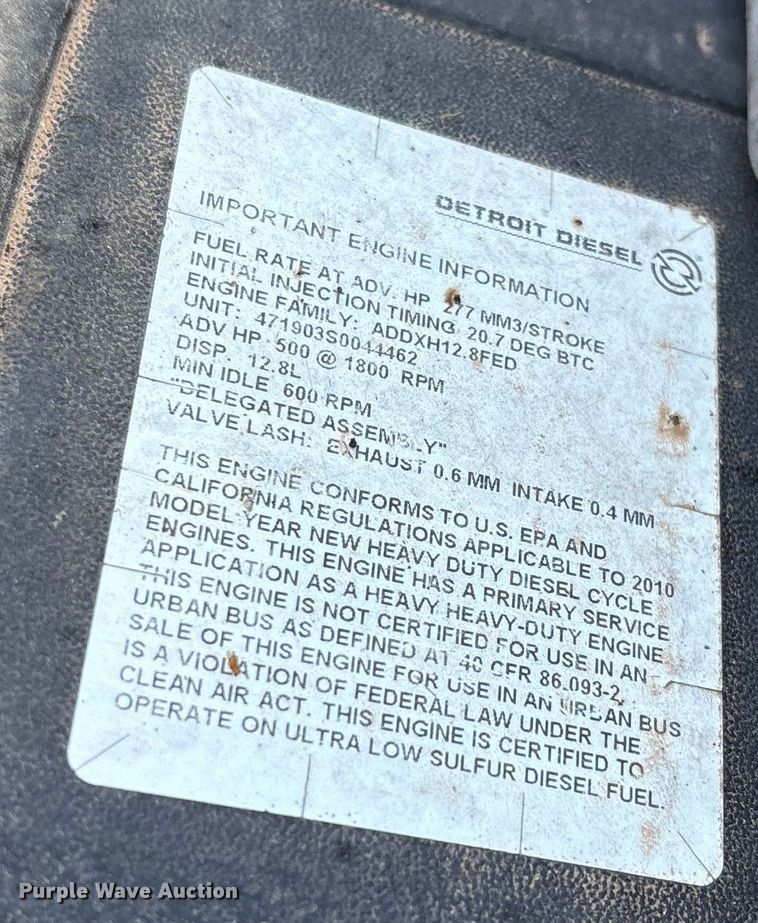 DETROIT DIESEL
IMPORTANT ENGINE INFORMATION
FUEL RATE AT ADV. HP 277 MM3/STROKE
INITIAL INJECTION TIMING 20.7 DEG BTC
ENGINE FAMILY: ADDXH12.8FED
UNIT: 471903S0044462
ADV HP 500 @ 1800 RPM
DISP. 12.8L
MIN IDLE 600 RPM
"DELEGATED ASSEMBLY"
VALVE LASH: EXHAUST 0.6 MM INTAKE 0.4 MM
THIS ENGINE CONFORMS TO U.S. EPA AND
CALIFORNIA REGULATIONS APPLICABLE TO 2010
MODEL YEAR NEW HEAVY DUTY DIESEL CYCLE
ENGINES. THIS ENGINE HAS A PRIMARY SERVICE
APPLICATION AS A HEAVY HEAVY-DUTY ENGINE
THIS ENGINE IS NOT CERTIFIED FOR USE IN AN
URBAN BUS AS DEFINED AT 40 CFR 86.093-2.
SALE OF THIS ENGINE FOR USE IN AN URBAN BUS
IS A VIOLATION OF FEDERAL LAW UNDER THE
CLEAN AIR ACT. THIS ENGINE IS CERTIFIED TO
OPERATE ON ULTRA LOW SULFUR DIESEL FUEL.
Purple Wave Auction